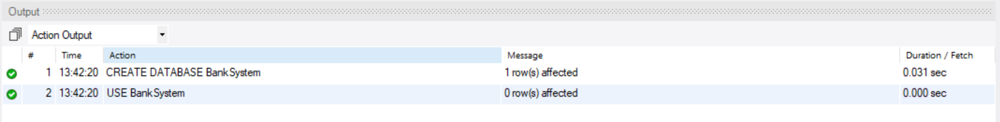 Output
Action Output
# Time Action Message Duration / Fetch
1 13:42:20 CREATE DATABASE BankSystem 1 row(s) affected 0.031 sec
2 13:42:20 USE BankSystem 0 row(s) affected 0.000 sec